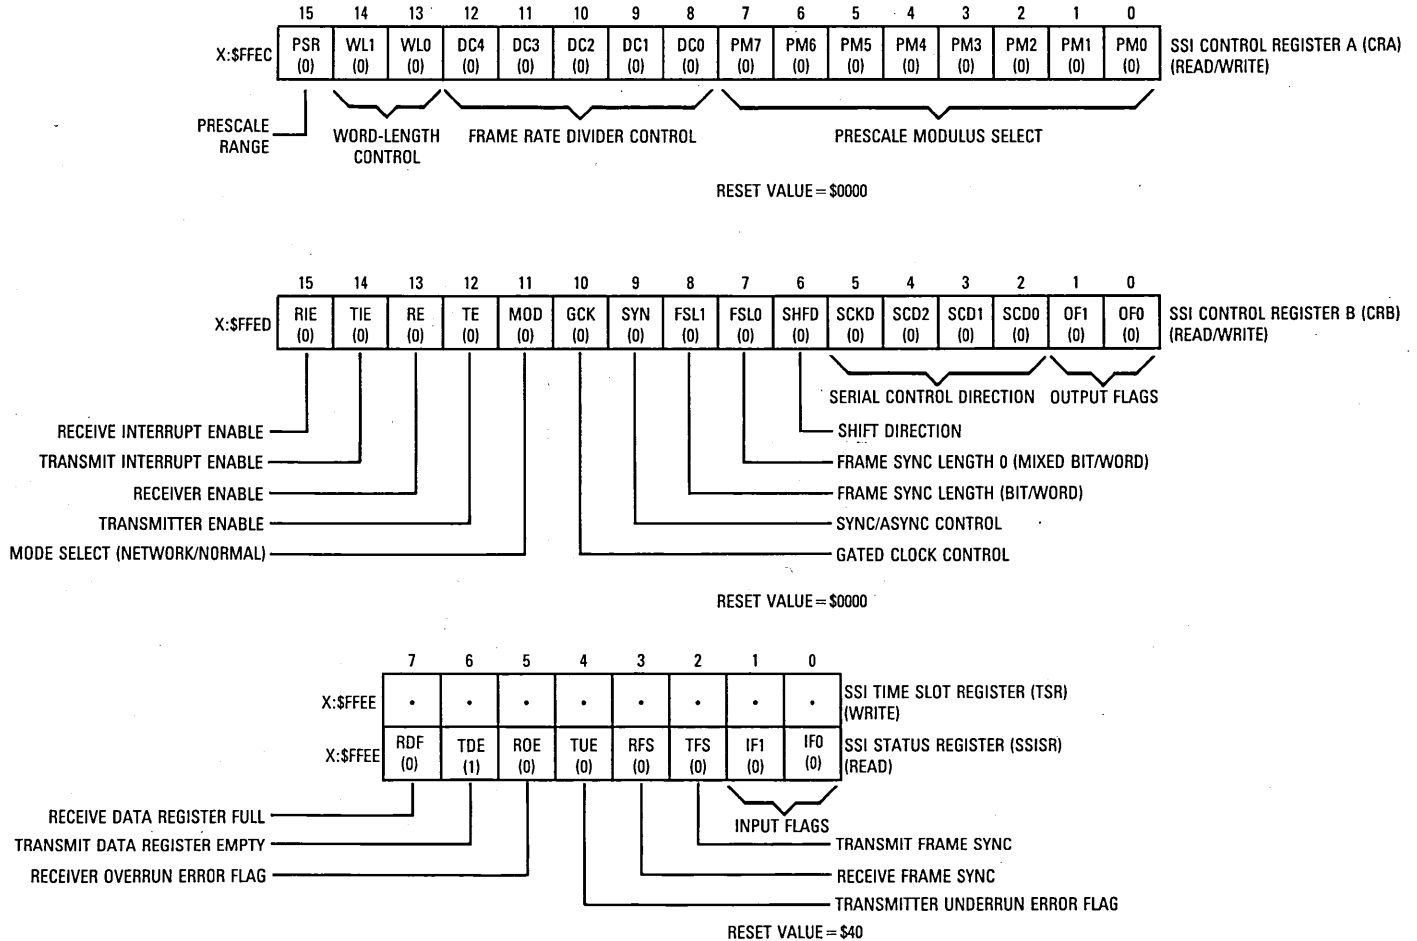 15 14 13 12 11 10 9 8 7 6 5 4 3 2 1 0
X:$FFEC PSR WL1 WL0 DC4 DC3 DC2 DC1 DC0 PM7 PM6 PM5 PM4 PM3 PM2 PM1 PM0 SSI CONTROL REGISTER A (CRA)
(0) (0) (0) (0) (0) (0) (0) (0) (0) (0) (0) (0) (0) (0) (0) (0) (READ/WRITE)
PRESCALE
RANGE
WORD-LENGTH
CONTROL
FRAME RATE DIVIDER CONTROL
PRESCALE MODULUS SELECT
RESET VALUE = $0000
15 14 13 12 11 10 9 8 7 6 5 4 3 2 1 0
X:$FFED RIE TIE RE TE MOD GCK SYN FSL1 FSL0 SHFD SCKD SCD2 SCD1 SCD0 OF1 OF0 SSI CONTROL REGISTER B (CRB)
(0) (0) (0) (0) (0) (0) (0) (0) (0) (0) (0) (0) (0) (0) (0) (0) (READ/WRITE)
SERIAL CONTROL DIRECTION OUTPUT FLAGS
RECEIVE INTERRUPT ENABLE
SHIFT DIRECTION
TRANSMIT INTERRUPT ENABLE
FRAME SYNC LENGTH 0 (MIXED BIT/WORD)
RECEIVER ENABLE
FRAME SYNC LENGTH (BIT/WORD)
TRANSMITTER ENABLE
SYNC/ASYNC CONTROL
MODE SELECT (NETWORK/NORMAL)
GATED CLOCK CONTROL
RESET VALUE = $0000
7 6 5 4 3 2 1 0
X:$FFEE • • • • • • • • SSI TIME SLOT REGISTER (TSR)
(WRITE)
X:$FFEE RDF TDE ROE TUE RFS TFS IF1 IF0 SSI STATUS REGISTER (SSISR)
(0) (1) (0) (0) (0) (0) (0) (0) (READ)
RECEIVE DATA REGISTER FULL
INPUT FLAGS
TRANSMIT DATA REGISTER EMPTY
TRANSMIT FRAME SYNC
RECEIVER OVERRUN ERROR FLAG
RECEIVE FRAME SYNC
TRANSMITTER UNDERRUN ERROR FLAG
RESET VALUE = $40